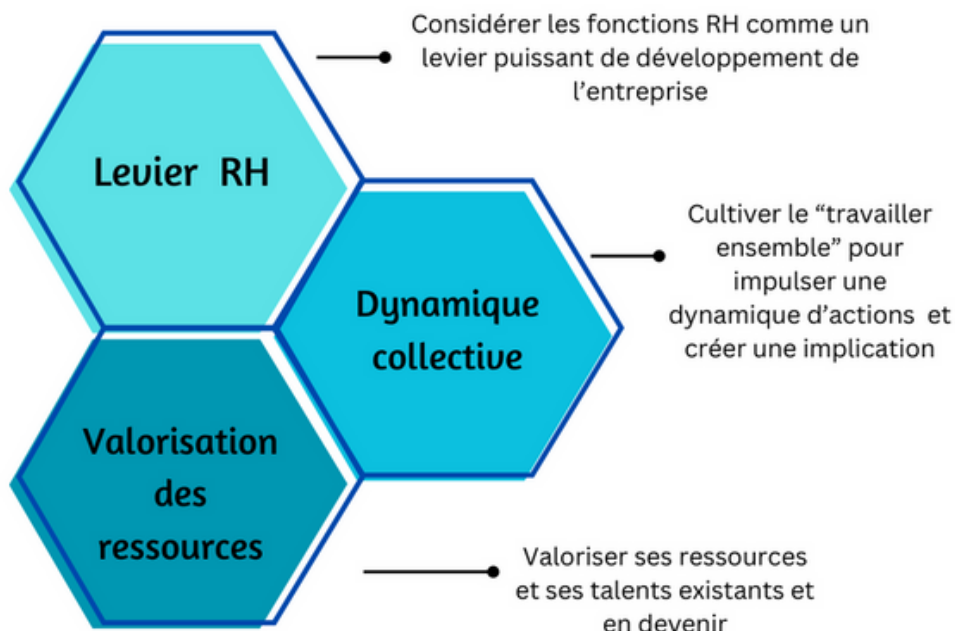 Considérer les fonctions RH comme un
levier puissant de développement de
l’entreprise
Levier RH
Cultiver le “travailler
ensemble” pour
impulser une
dynamique d’actions et
créer une implication
Dynamique
collective
Valorisation
des
ressources
Valoriser ses ressources
et ses talents existants et
en devenir